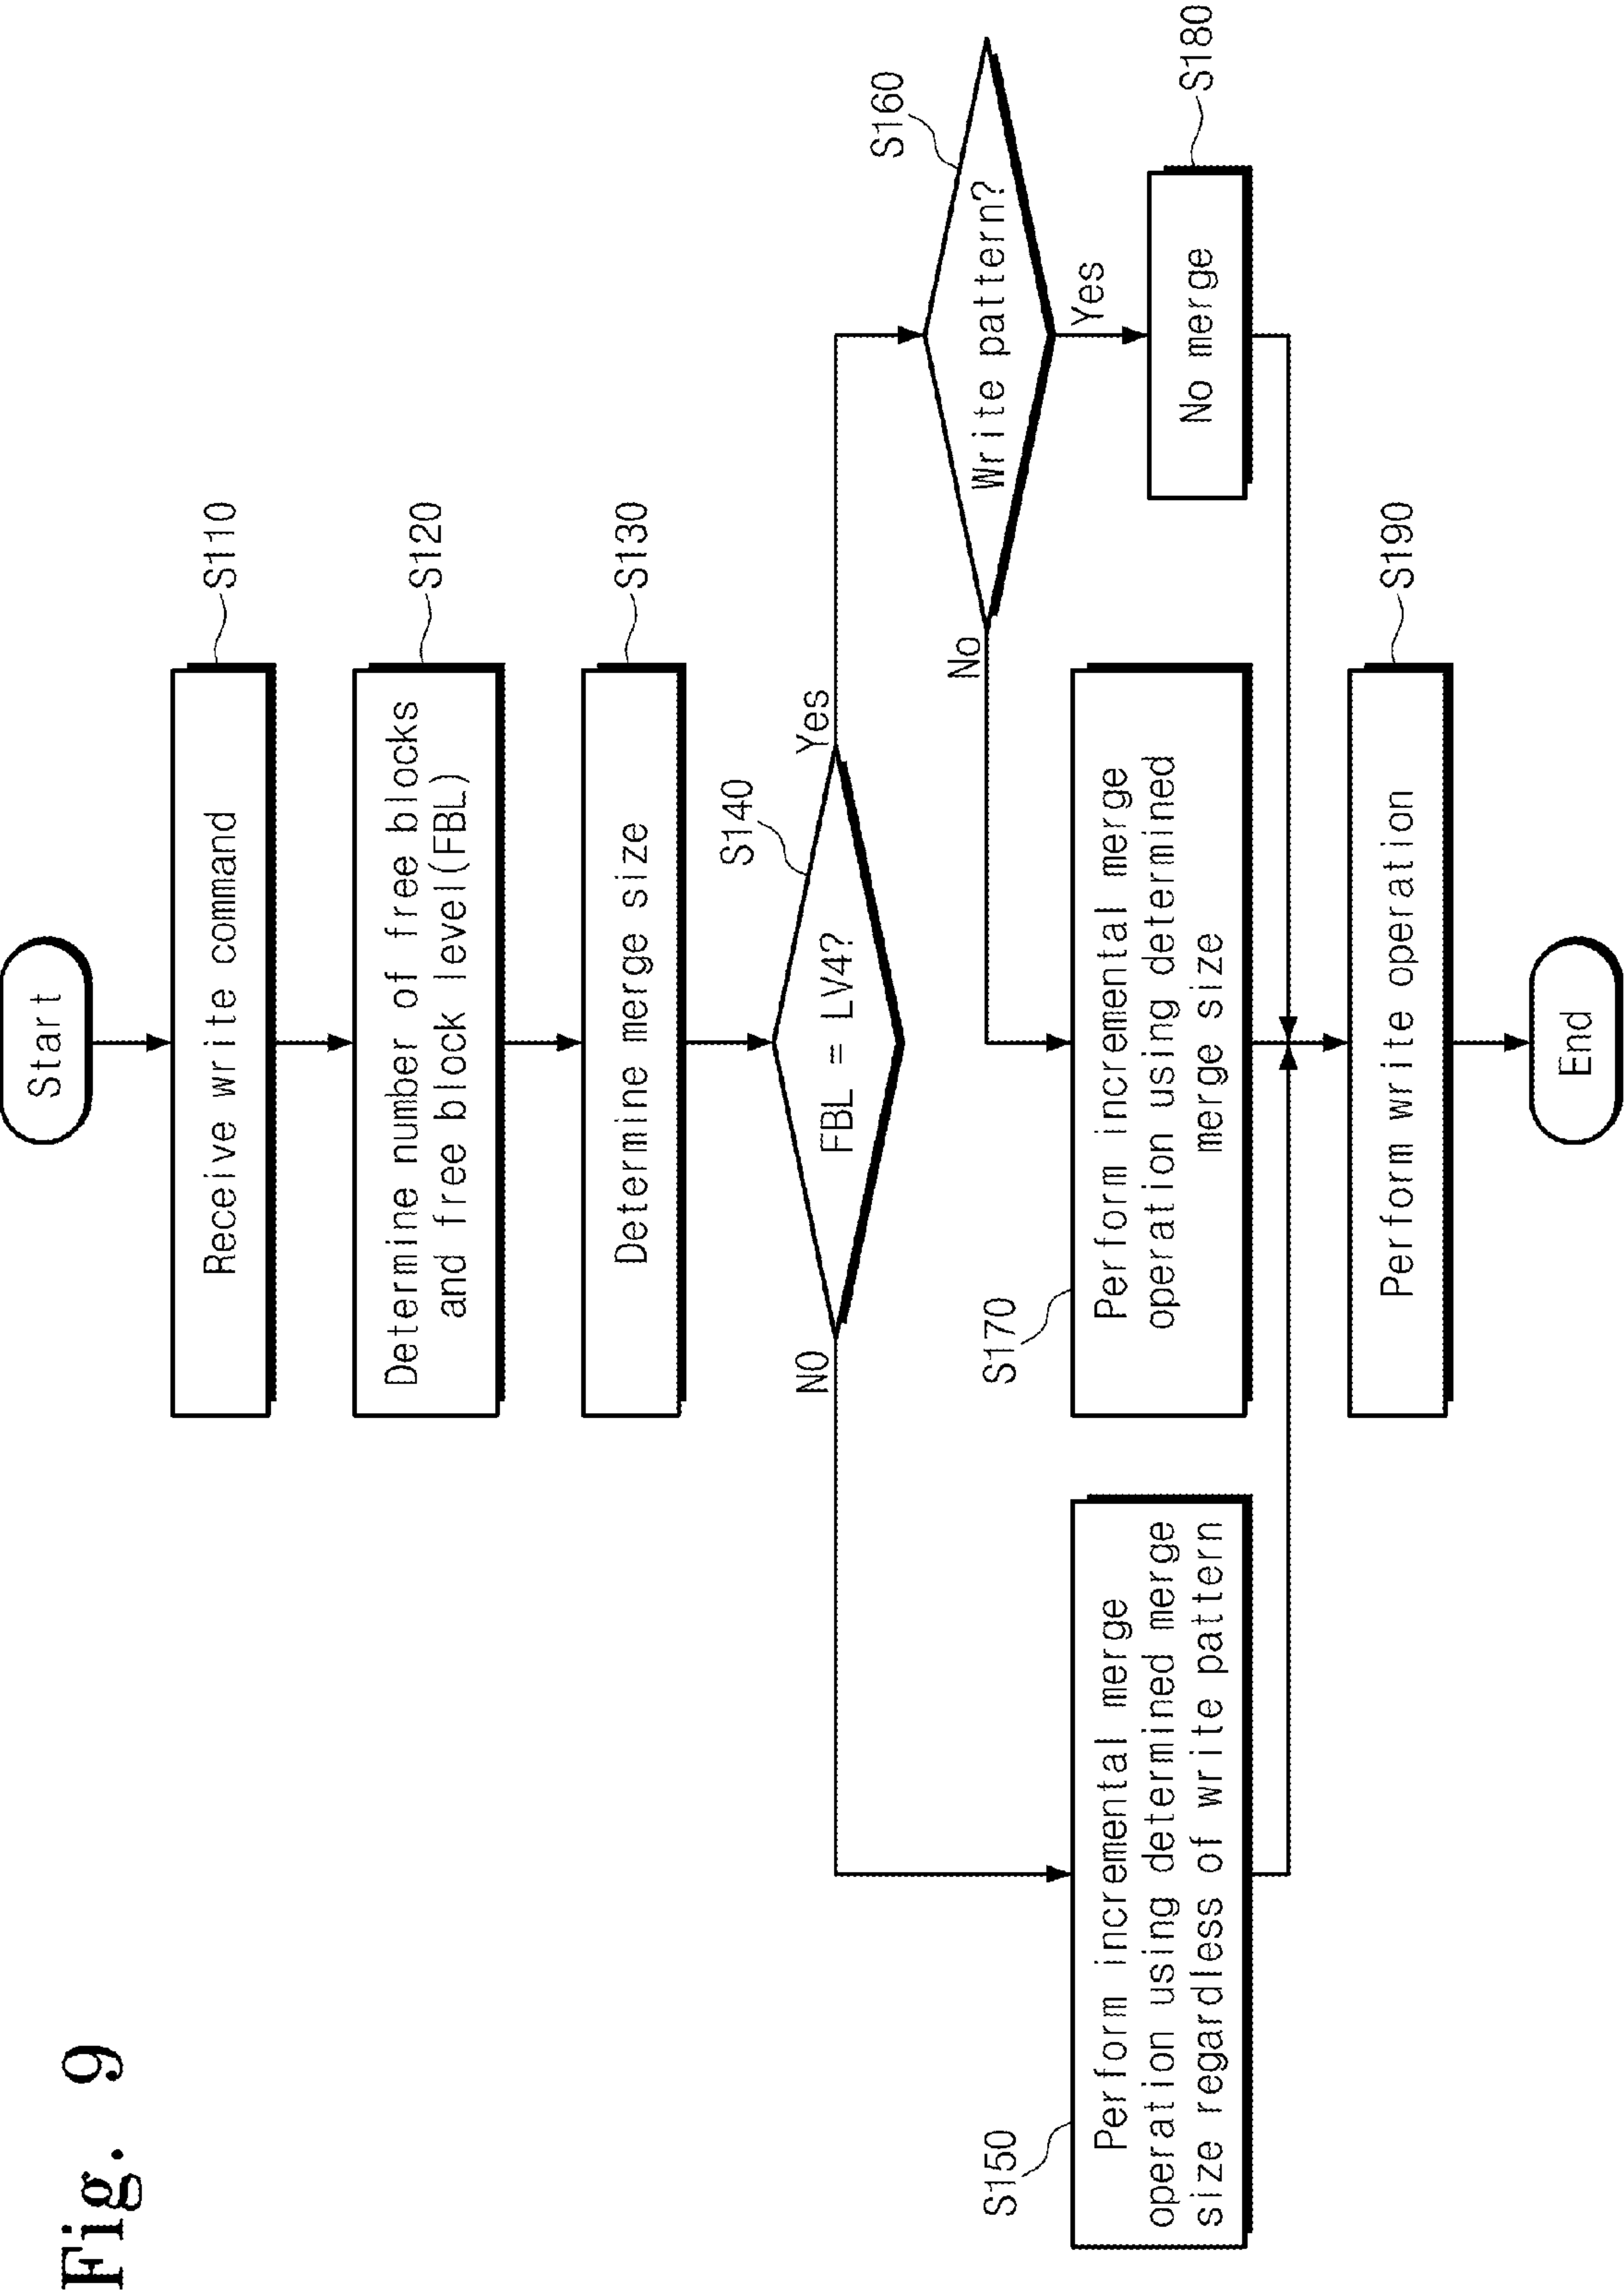 Fig. 9
Start
Receive write command
S110
Determine number of free blocks
and free block level(FBL)
S120
Determine merge size
S130
FBL = LV4?
S140
NO
Yes
Write pattern?
S160
No
Yes
S150
Perform incremental merge
operation using determined merge
size regardless of write pattern
S170
Perform incremental merge
operation using determined
merge size
No merge
S180
Perform write operation
S190
End